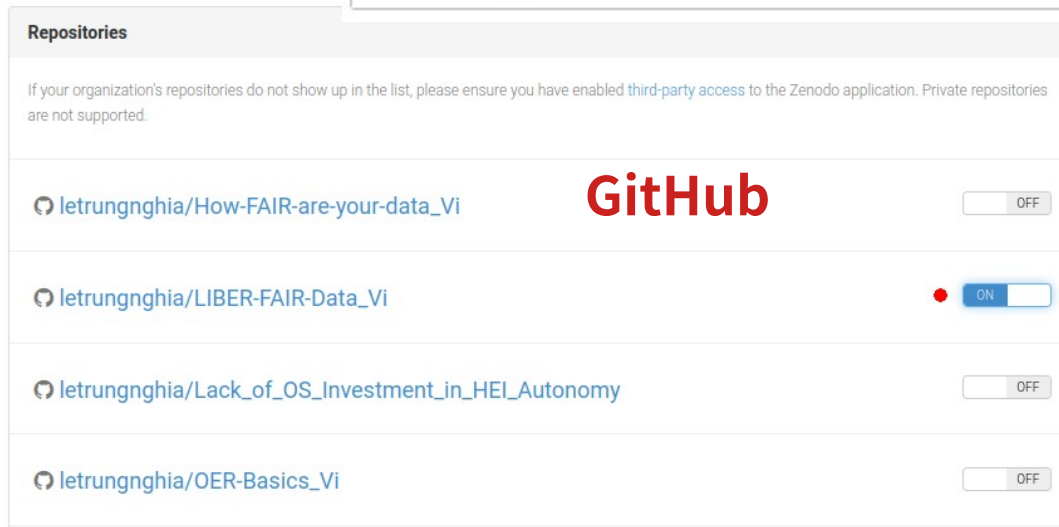 Repositories
If your organization's repositories do not show up in the list, please ensure you have enabled third-party access to the Zenodo application. Private repositories
are not supported.
GitHub
letrungnghia/How-FAIR-are-your-data_Vi OFF
letrungnghia/LIBER-FAIR-Data_Vi ON
letrungnghia/Lack_of_OS_Investment_in_HEI_Autonomy OFF
letrungnghia/OER-Basics_Vi OFF